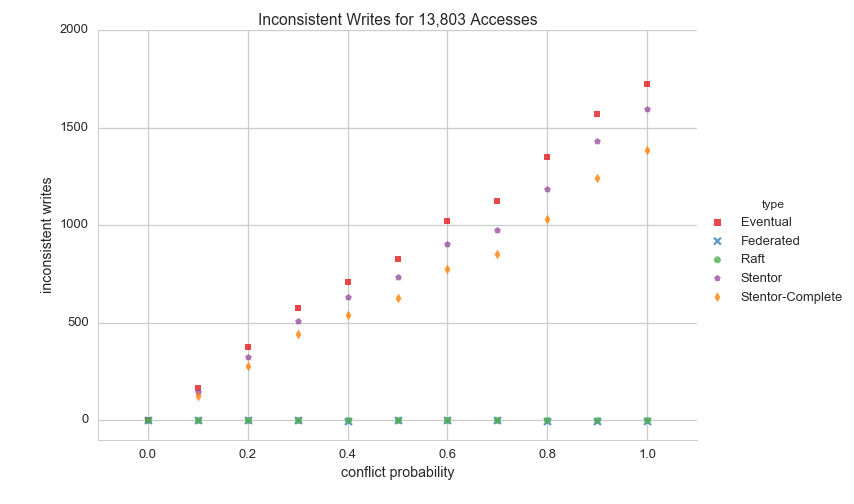 Inconsistent Writes for 13,803 Accesses
2000
1500
1000
500
0
inconsistent writes
0.0 0.2 0.4 0.6 0.8 1.0
conflict probability
type
Eventual
Federated
Raft
Stentor
Stentor-Complete